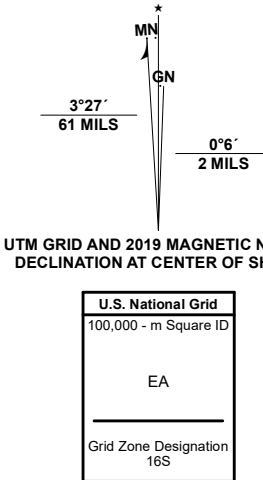 ★
MN
GN
3°27´
61 MILS
0°6´
2 MILS
UTM GRID AND 2019 MAGNETIC N
DECLINATION AT CENTER OF SH
U.S. National Grid
100,000 - m Square ID
EA
Grid Zone Designation
16S